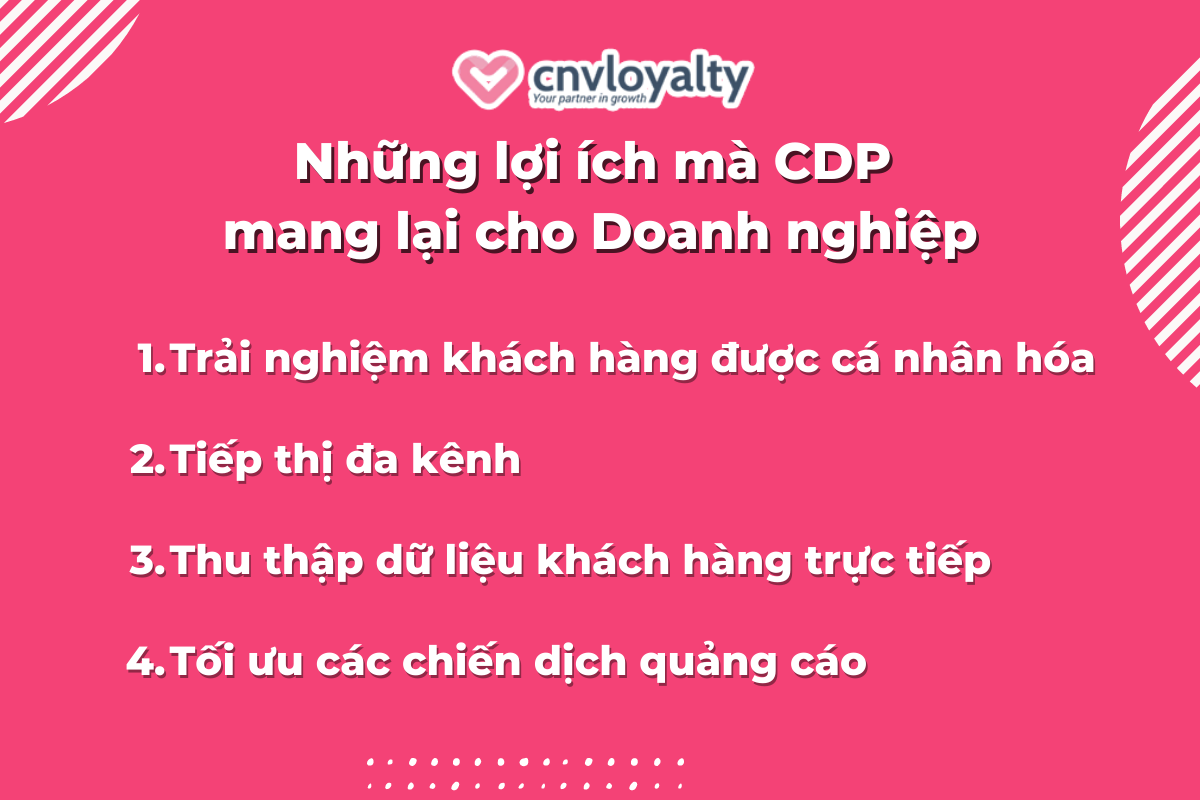 cnvloyalty
Your partner in growth
Những lợi ích mà CDP
mang lại cho Doanh nghiệp
1. Trải nghiệm khách hàng được cá nhân hóa
2. Tiếp thị đa kênh
3. Thu thập dữ liệu khách hàng trực tiếp
4. Tối ưu các chiến dịch quảng cáo